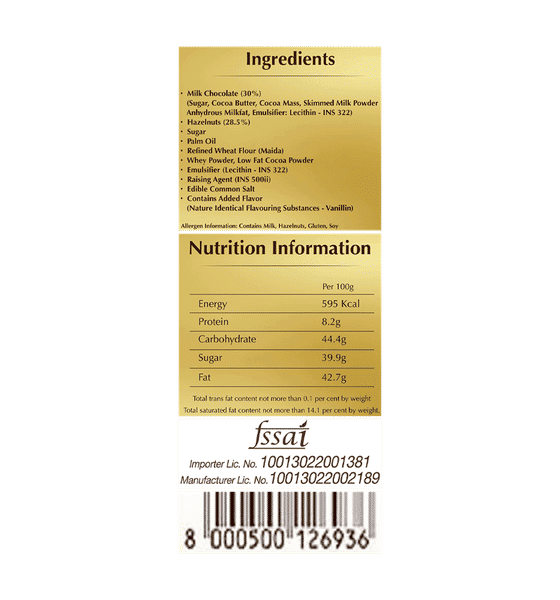 Ingredients
• Milk Chocolate (30%)
(Sugar, Cocoa Butter, Cocoa Mass, Skimmed Milk Powder
Anhydrous Milkfat, Emulsifier: Lecithin - INS 322)
• Hazelnuts (28.5%)
• Sugar
• Palm Oil
• Refined Wheat Flour (Maida)
• Whey Powder, Low Fat Cocoa Powder
• Emulsifier (Lecithin - INS 322)
• Raising Agent (INS 500ii)
• Edible Common Salt
• Contains Added Flavor
(Nature Identical Flavouring Substances - Vanillin)
Allergen Information: Contains Milk, Hazelnuts, Gluten, Soy
Nutrition Information
Per 100g
Energy 595 Kcal
Protein 8.2g
Carbohydrate 44.4g
Sugar 39.9g
Fat 42.7g
Total trans fat content not more than 0.1 per cent by weight
Total saturated fat content not more than 14.1 per cent by weight.
fssai
Importer Lic. No. 10013022001381
Manufacturer Lic. No. 10013022002189
8 000500 126936